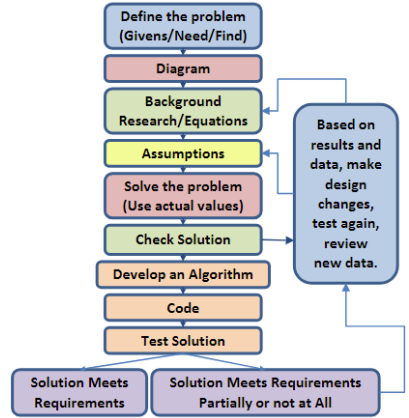 Define the problem
(Givens/Need/Find)
Diagram
Background
Research/Equations
Assumptions
Solve the problem
(Use actual values)
Check Solution
Develop an Algorithm
Code
Test Solution
Solution Meets
Requirements
Solution Meets Requirements
Partially or not at All
Based on
results and
data, make
design
changes,
test again,
review
new data.